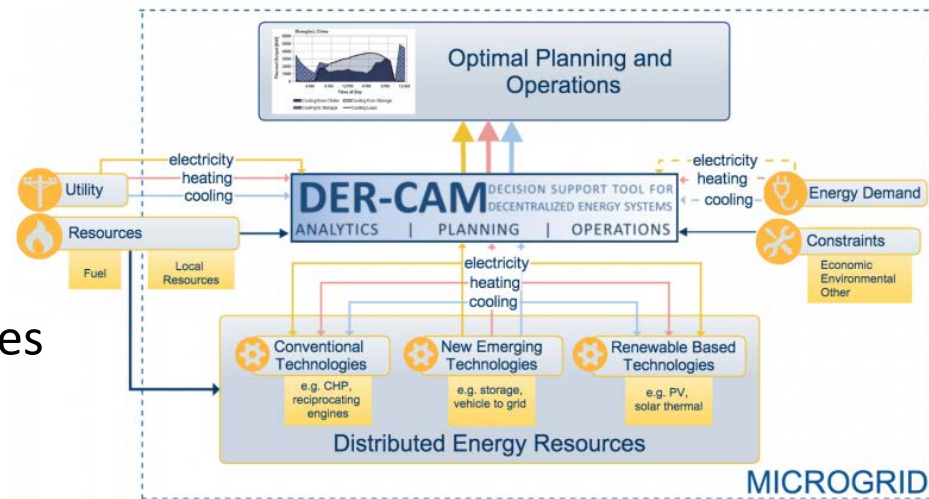 Shanghai, China
Optimal Planning and
Operations
electricity
heating
cooling
Utility
Resources
Fuel
Local
Resources
DER-CAM
DECISION SUPPORT TOOL FOR
DECENTRALIZED ENERGY SYSTEMS
ANALYTICS | PLANNING | OPERATIONS
electricity
heating
cooling
Energy Demand
Constraints
Economic
Environmental
Other
electricity
heating
cooling
es
Conventional
Technologies
e.g. CHP,
reciprocating
engines
New Emerging
Technologies
e.g. storage,
vehicle to grid
Renewable Based
Technologies
e.g. PV,
solar thermal
Distributed Energy Resources
MICROGRID